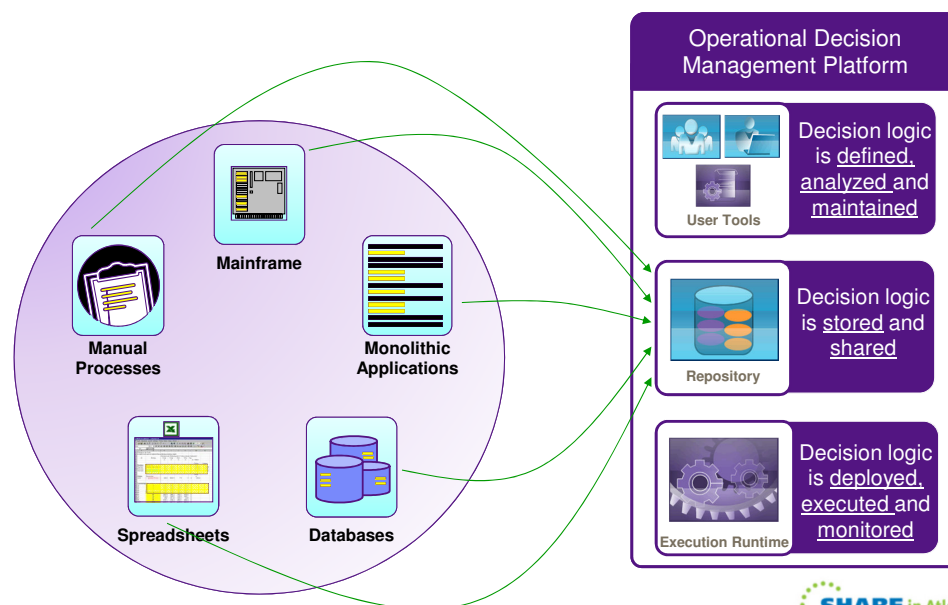 Operational Decision
Management Platform
Decision logic
is defined,
analyzed and
maintained
User Tools
Mainframe
Manual
Processes
Monolithic
Applications
Decision logic
is stored and
shared
Repository
Spreadsheets
Databases
Decision logic
is deployed,
executed and
monitored
Execution Runtime
SHARE in